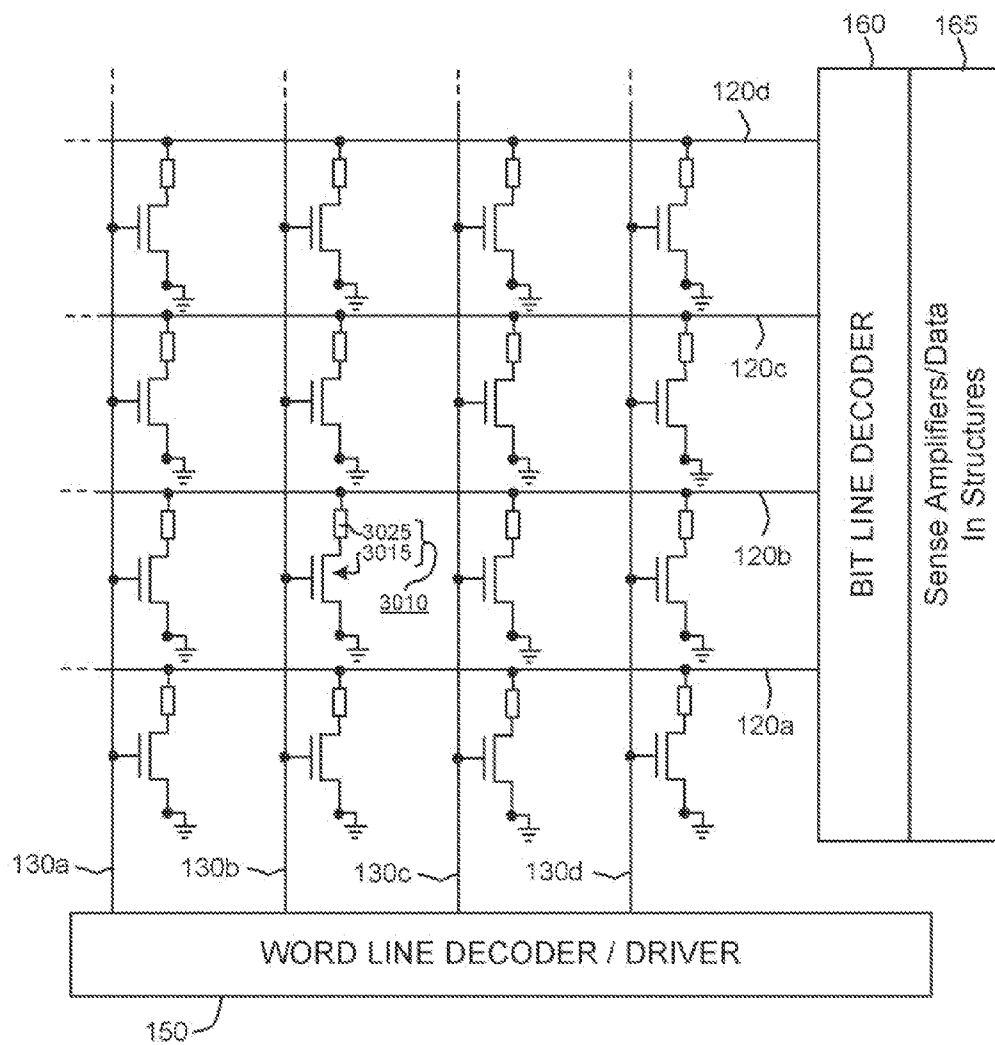 160
165
120d
120c
3025
3015
3010
120b
120a
BIT LINE DECODER
Sense Amplifiers/Data
In Structures
130a
130b
130c
130d
WORD LINE DECODER / DRIVER
150